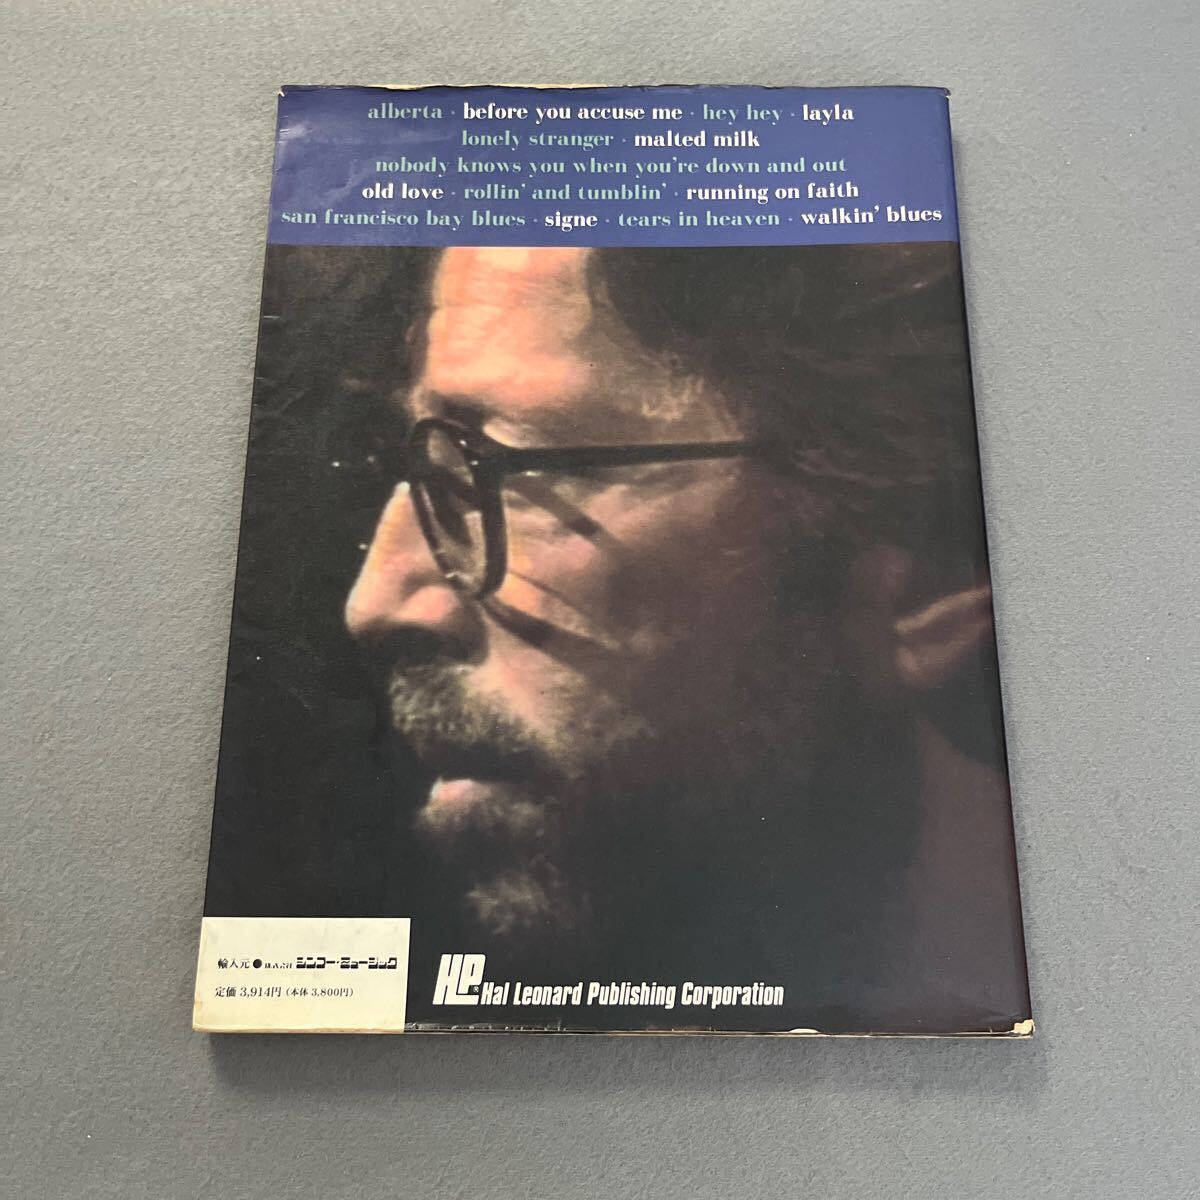 alberta · before you accuse me · hey hey · layla
lonely stranger · malted milk
nobody knows you when you're down and out
old love · rollin' and tumblin' · running on faith
san francisco bay blues · signe · tears in heaven · walkin' blues
輸入元●株式会社 シンコー・ミュージック
定価 3,914円(本体 3,800円)
HL® Hal Leonard Publishing Corporation